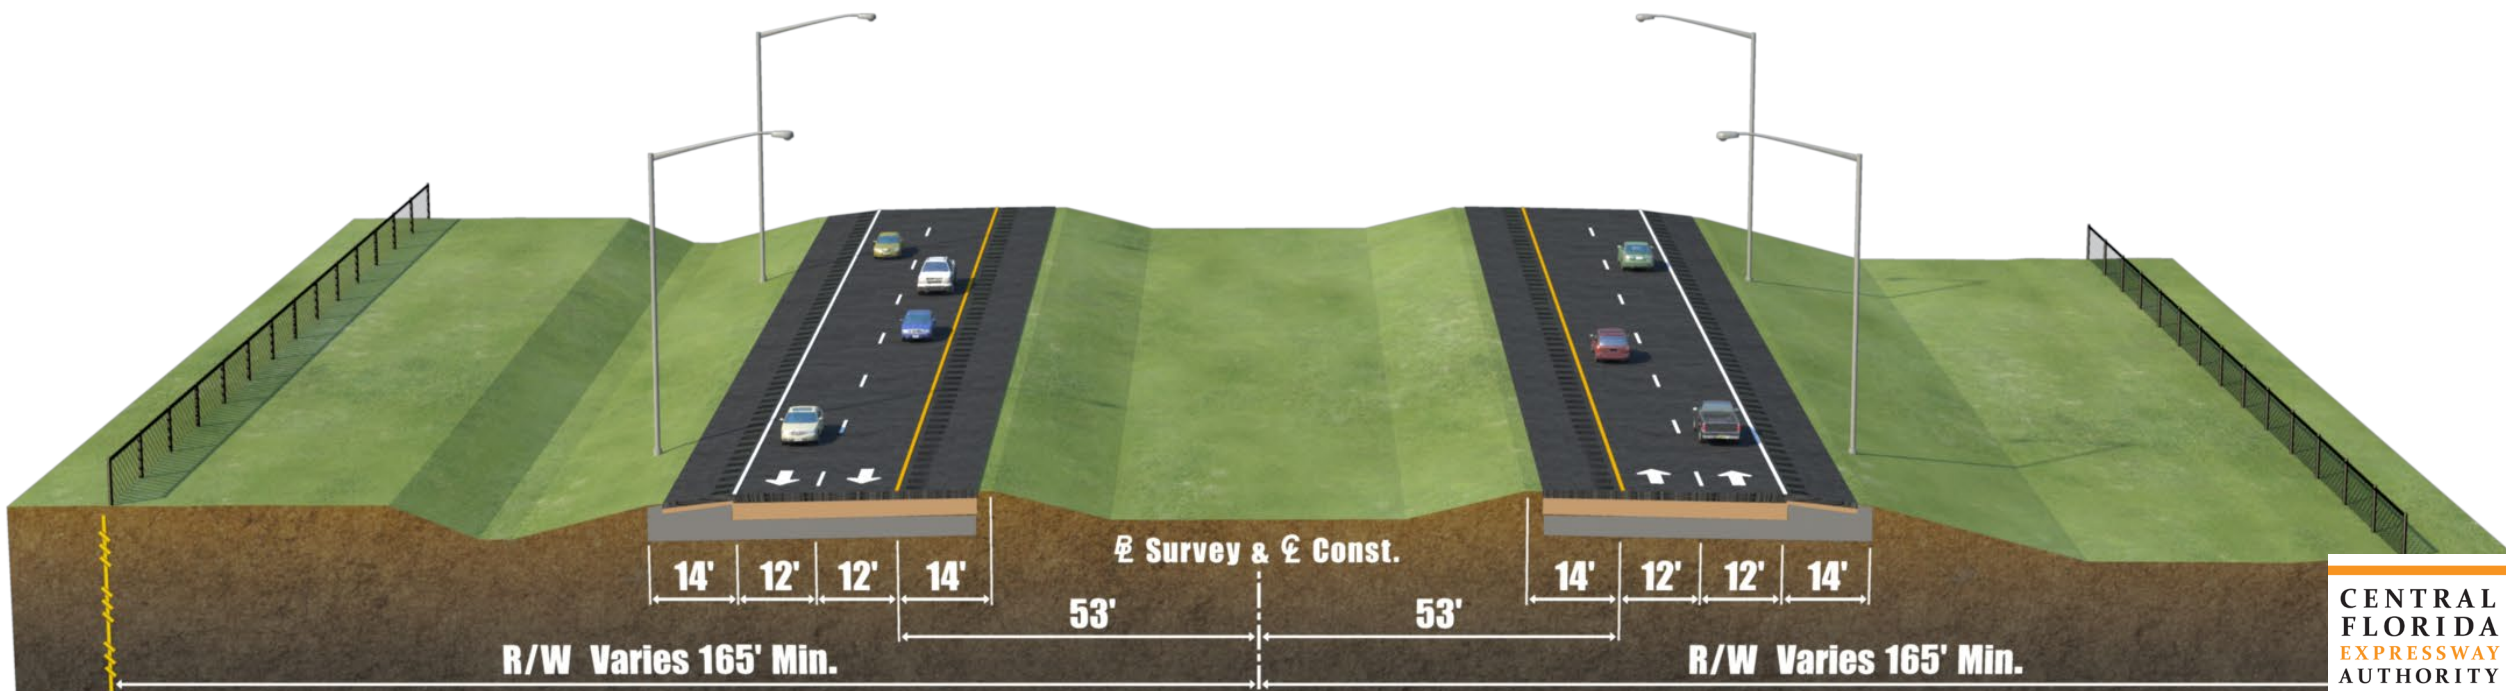 ℔ Survey & ℄ Const.
14' 12' 12' 14'
14' 12' 12' 14'
53' 53'
R/W Varies 165' Min.
R/W Varies 165' Min.
CENTRAL
FLORIDA
EXPRESSWAY
AUTHORITY